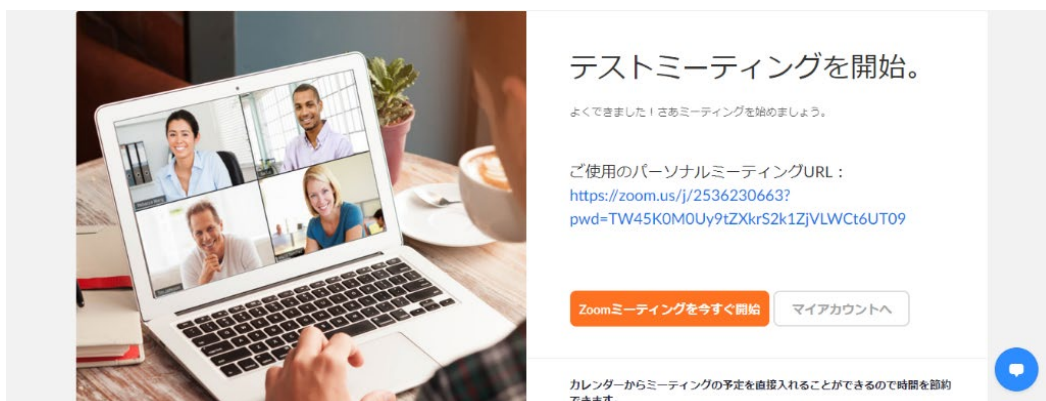 テストミーティングを開始。
よくできました！さあミーティングを始めましょう。
ご使用のパーソナルミーティングURL：
https://zoom.us/j/2536230663?
pwd=TW45K0M0Uy9tZXkrS2k1ZjVLWCt6UT09
Zoomミーティングを今すぐ開始
マイアカウントへ
カレンダーからミーティングの予定を直接入れることができるので時間を節約
できます。